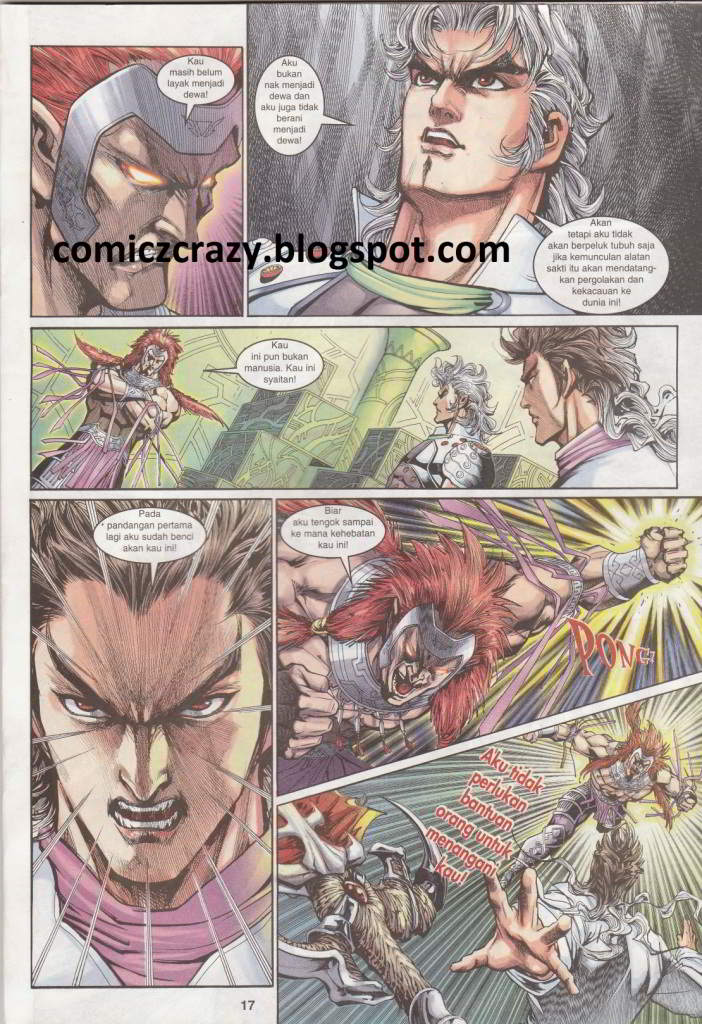 Kau
masih belum
layak menjadi
dewa!
Aku
bukan
nak menjadi
dewa dan
aku juga tidak
berani
menjadi
dewa!
Akan
tetapi aku tidak
akan berpeluk tubuh saja
jika kemunculan alatan
sakti itu akan mendatang-
kan pergolakan dan
kekacauan ke
dunia ini!
comiczcrazy.blogspot.com
Kau
ini pun bukan
manusia. Kau ini
syaitan!
Pada
pandangan pertama
lagi aku sudah benci
akan kau ini!
Biar
aku tengok sampai
ke mana kehebatan
kau ini!
PONG!
Aku tidak
perlukan
bantuan
orang untuk
menangani
kau!
17